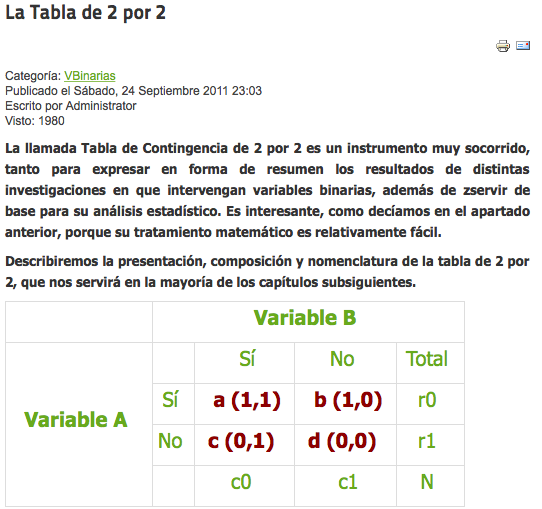 La Tabla de 2 por 2
Categoría: VBinarias
Publicado el Sábado, 24 Septiembre 2011 23:03
Escrito por Administrator
Visto: 1980
La llamada Tabla de Contingencia de 2 por 2 es un instrumento muy socorrido,
tanto para expresar en forma de resumen los resultados de distintas
investigaciones en que intervengan variables binarias, además de zservir de
base para su análisis estadístico. Es interesante, como decíamos en el apartado
anterior, porque su tratamiento matemático es relativamente fácil.
Describiremos la presentación, composición y nomenclatura de la tabla de 2 por
2, que nos servirá en la mayoría de los capítulos subsiguientes.
Variable B
Sí No Total
Variable A
Sí a (1,1) b (1,0) r0
No c (0,1) d (0,0) r1
c0 c1 N